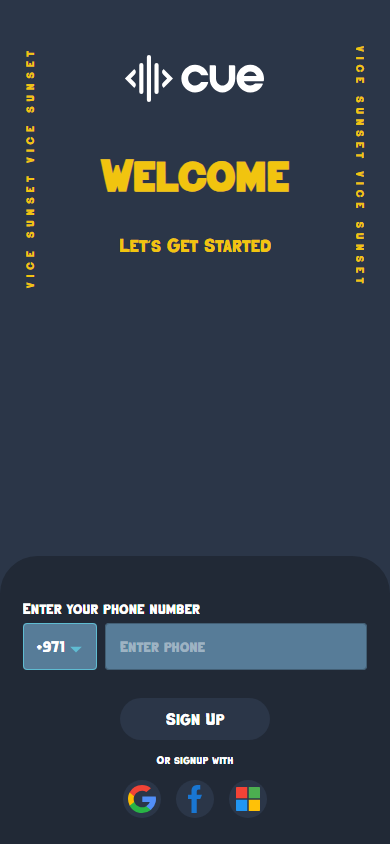 cue
VICE SUNSET VICE SUNSET
VICE SUNSET VICE SUNSET
WELCOME
LET'S GET STARTED
ENTER YOUR PHONE NUMBER
+971
ENTER PHONE
SIGN UP
OR SIGNUP WITH